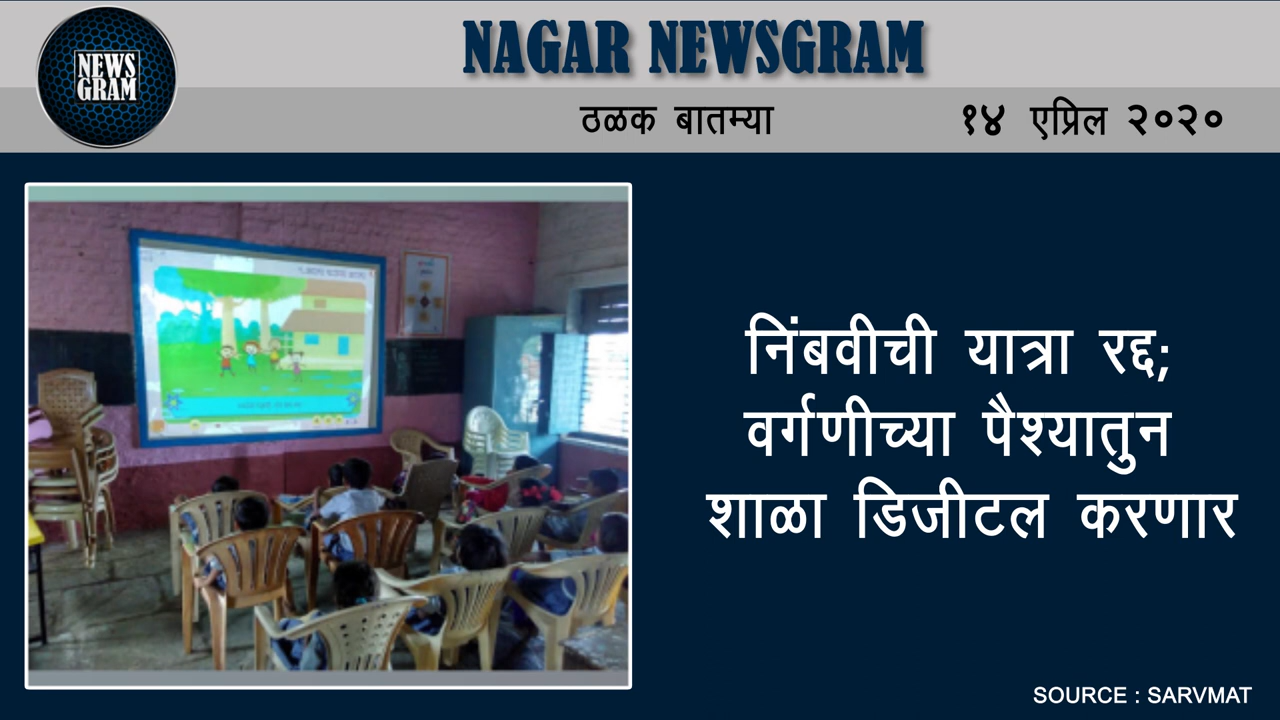 NEWS
GRAM
NAGAR NEWSGRAM
ठळक बातम्या
१४ एप्रिल २०२०
निंबवीची यात्रा रद्द;
वर्गणीच्या पैश्यातुन
शाळा डिजीटल करणार
SOURCE : SARVMAT